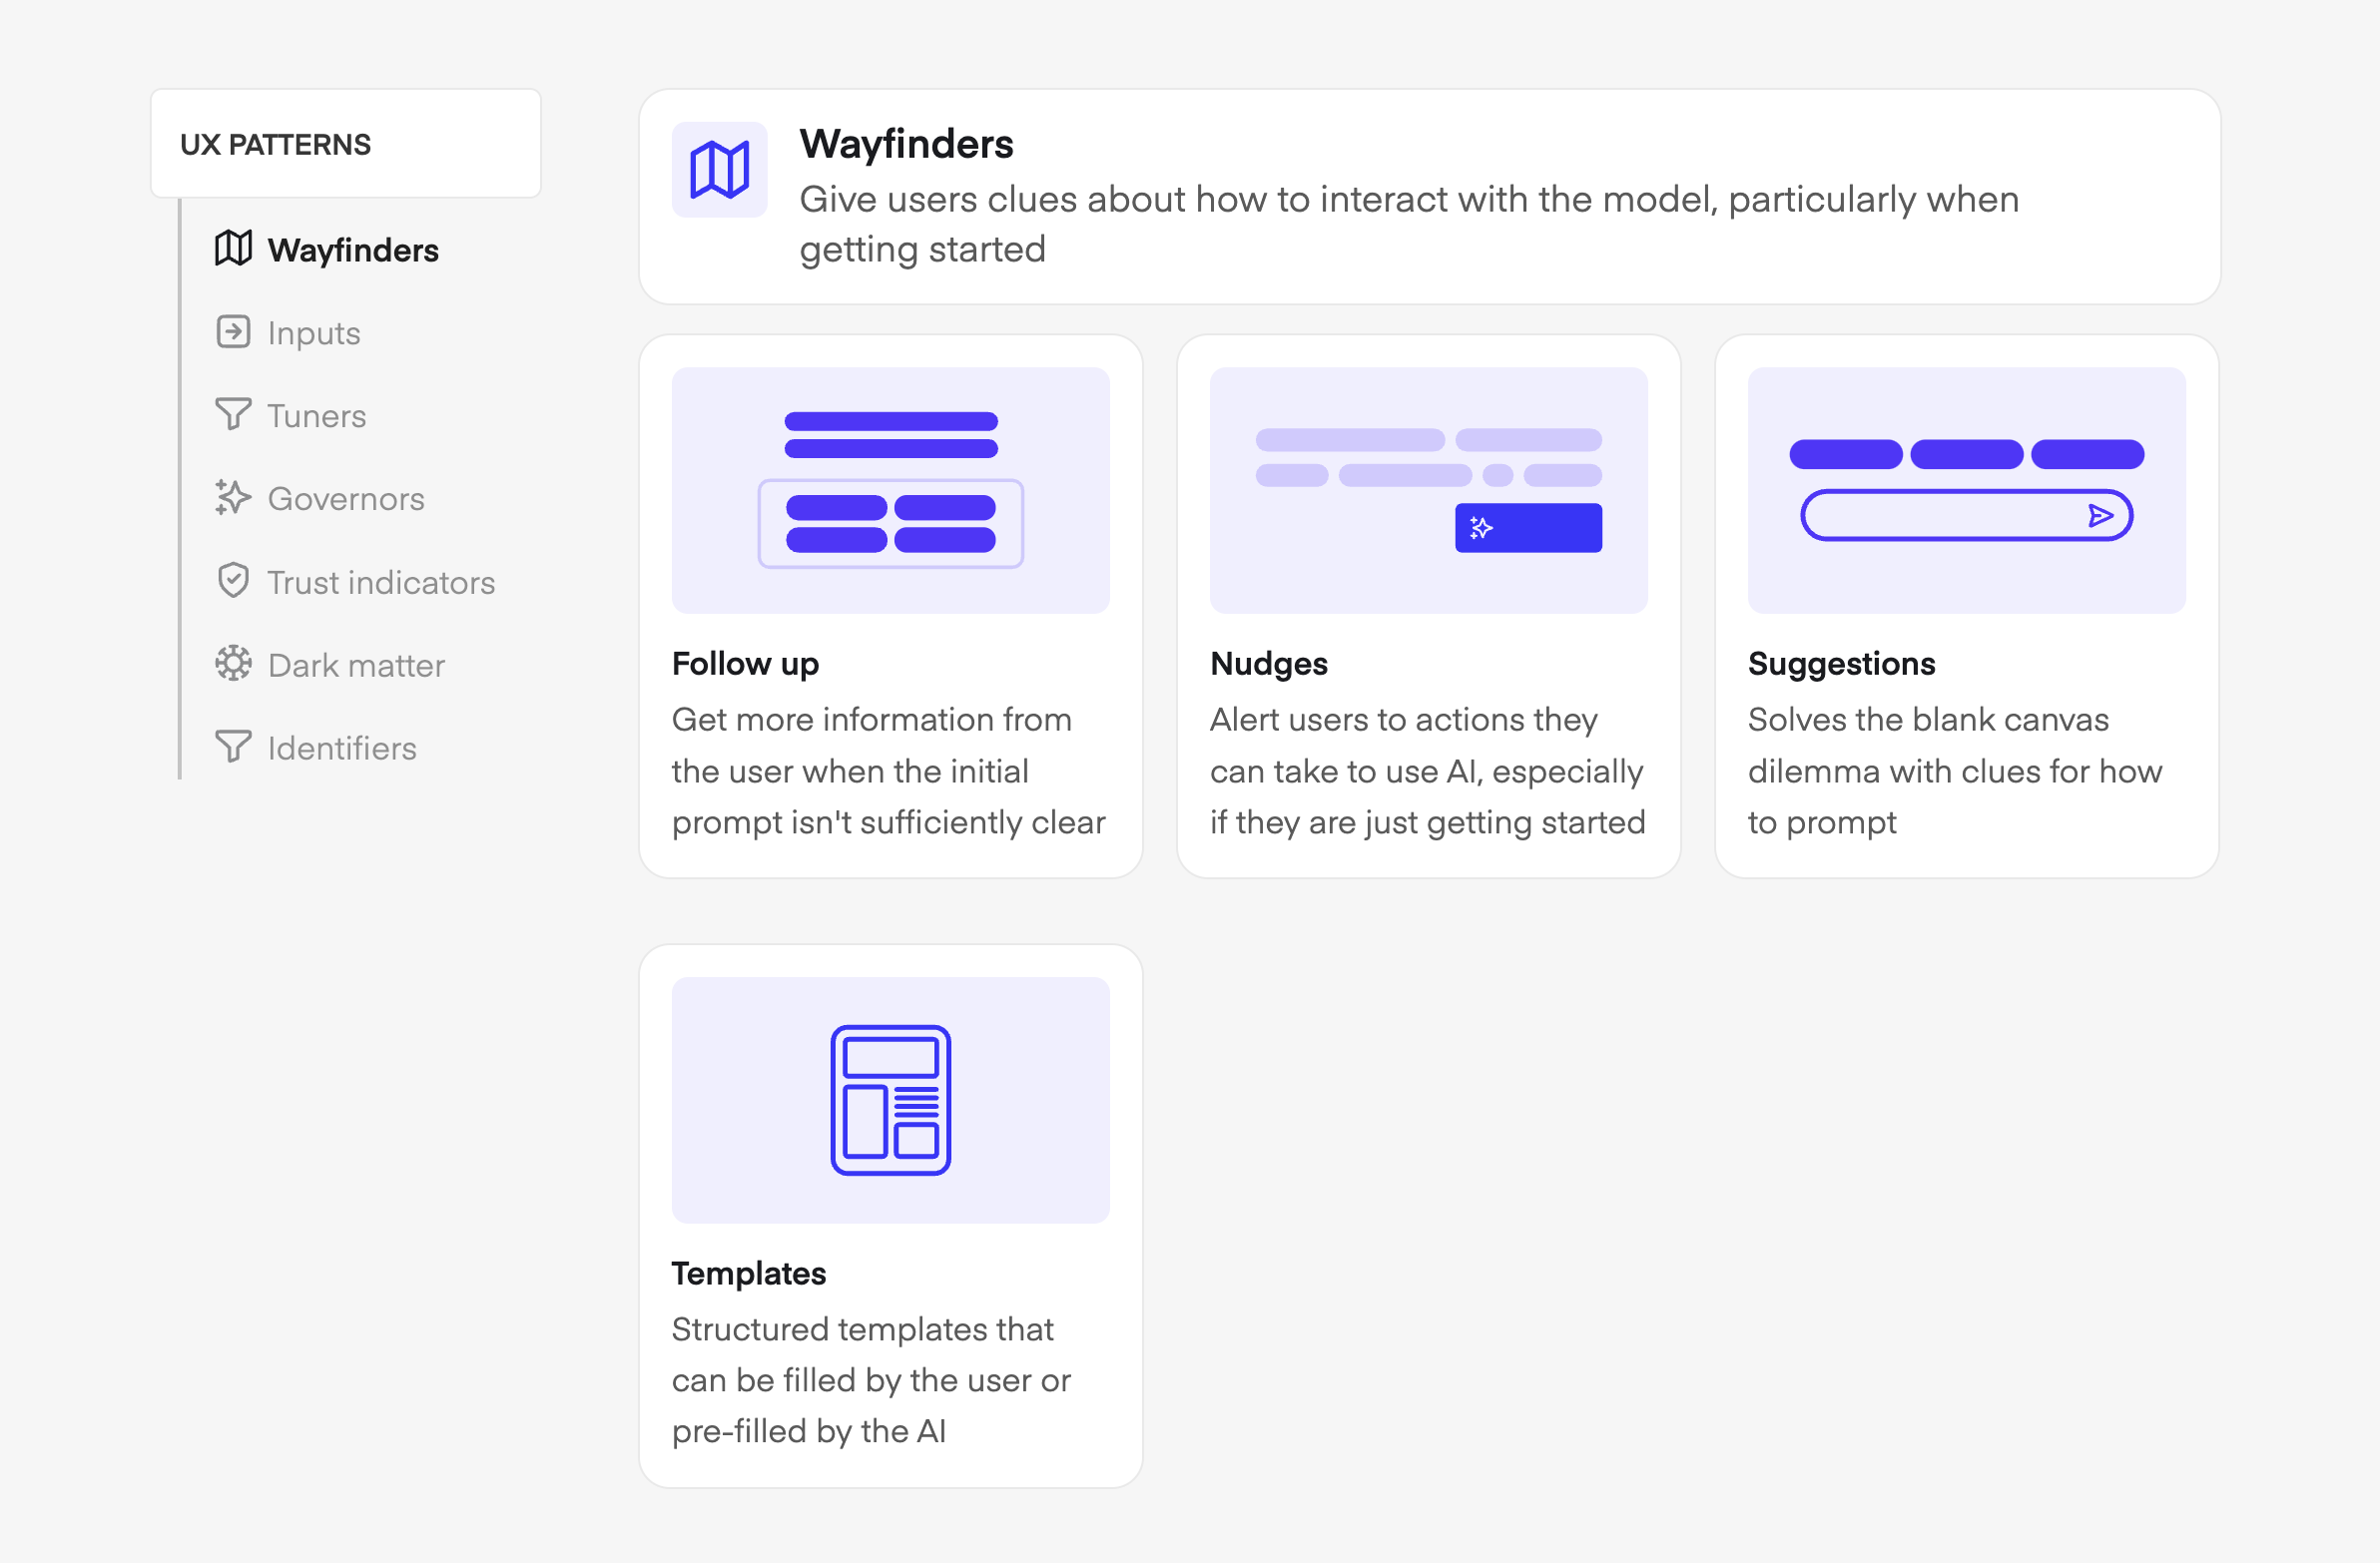 UX PATTERNS
Wayfinders
Inputs
Tuners
Governors
Trust indicators
Dark matter
Identifiers
Wayfinders
Give users clues about how to interact with the model, particularly when
getting started
Follow up
Get more information from
the user when the initial
prompt isn't sufficiently clear
Nudges
Alert users to actions they
can take to use AI, especially
if they are just getting started
Suggestions
Solves the blank canvas
dilemma with clues for how
to prompt
Templates
Structured templates that
can be filled by the user or
pre-filled by the AI